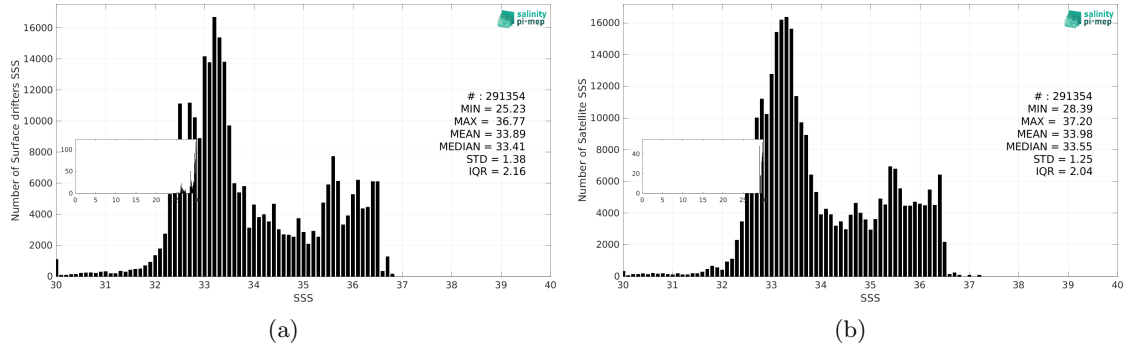 16000
14000
12000
10000
8000
6000
4000
2000
0
Number of Surface drifters SSS
salinity
pi-mep
# : 291354
MIN = 25.23
MAX = 36.77
MEAN = 33.89
MEDIAN = 33.41
STD = 1.38
IQR = 2.16
100
50
0
0 5 10 15 20 25
30 31 32 33 34 35 36 37 38 39 40
SSS
(a)
16000
14000
12000
10000
8000
6000
4000
2000
0
Number of Satellite SSS
salinity
pi-mep
# : 291354
MIN = 28.39
MAX = 37.20
MEAN = 33.98
MEDIAN = 33.55
STD = 1.25
IQR = 2.04
40
20
0
0 5 10 15 20 25
30 31 32 33 34 35 36 37 38 39 40
SSS
(b)